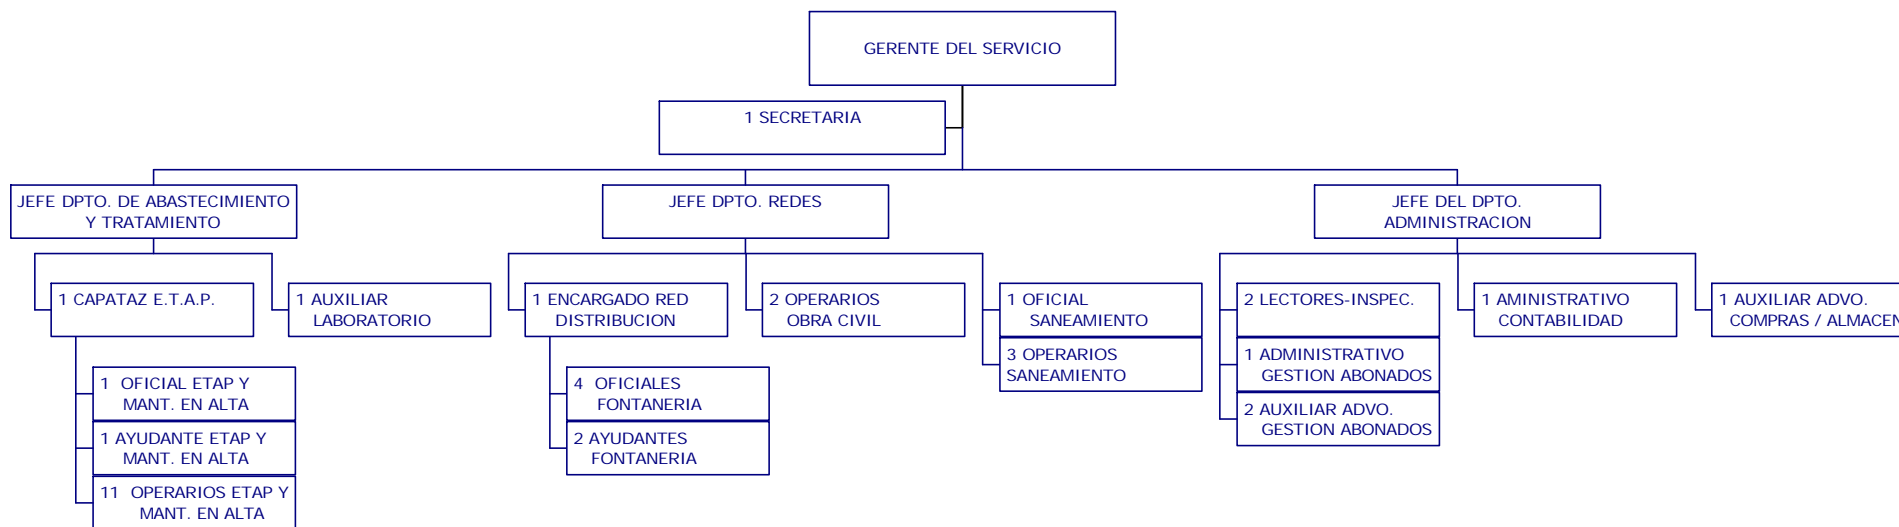 GERENTE DEL SERVICIO
1 SECRETARIA
JEFE DPTO. DE ABASTECIMIENTO
Y TRATAMIENTO
JEFE DPTO. REDES
JEFE DEL DPTO.
ADMINISTRACION
1 CAPATAZ E.T.A.P.
1 AUXILIAR
LABORATORIO
1 OFICIAL ETAP Y
MANT. EN ALTA
1 AYUDANTE ETAP Y
MANT. EN ALTA
11 OPERARIOS ETAP Y
MANT. EN ALTA
1 ENCARGADO RED
DISTRIBUCION
4 OFICIALES
FONTANERIA
2 AYUDANTES
FONTANERIA
2 OPERARIOS
OBRA CIVIL
1 OFICIAL
SANEAMIENTO
3 OPERARIOS
SANEAMIENTO
2 LECTORES-INSPEC.
1 ADMINISTRATIVO
GESTION ABONADOS
2 AUXILIAR ADVO.
GESTION ABONADOS
1 AMINISTRATIVO
CONTABILIDAD
1 AUXILIAR ADVO.
COMPRAS / ALMACEN